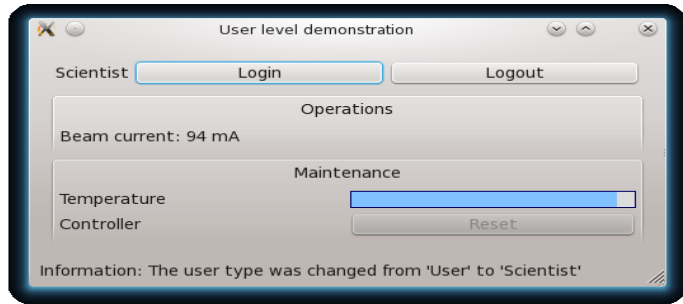 User level demonstration
Scientist Login Logout
Operations
Beam current: 94 mA
Maintenance
Temperature
Controller Reset
Information: The user type was changed from 'User' to 'Scientist'